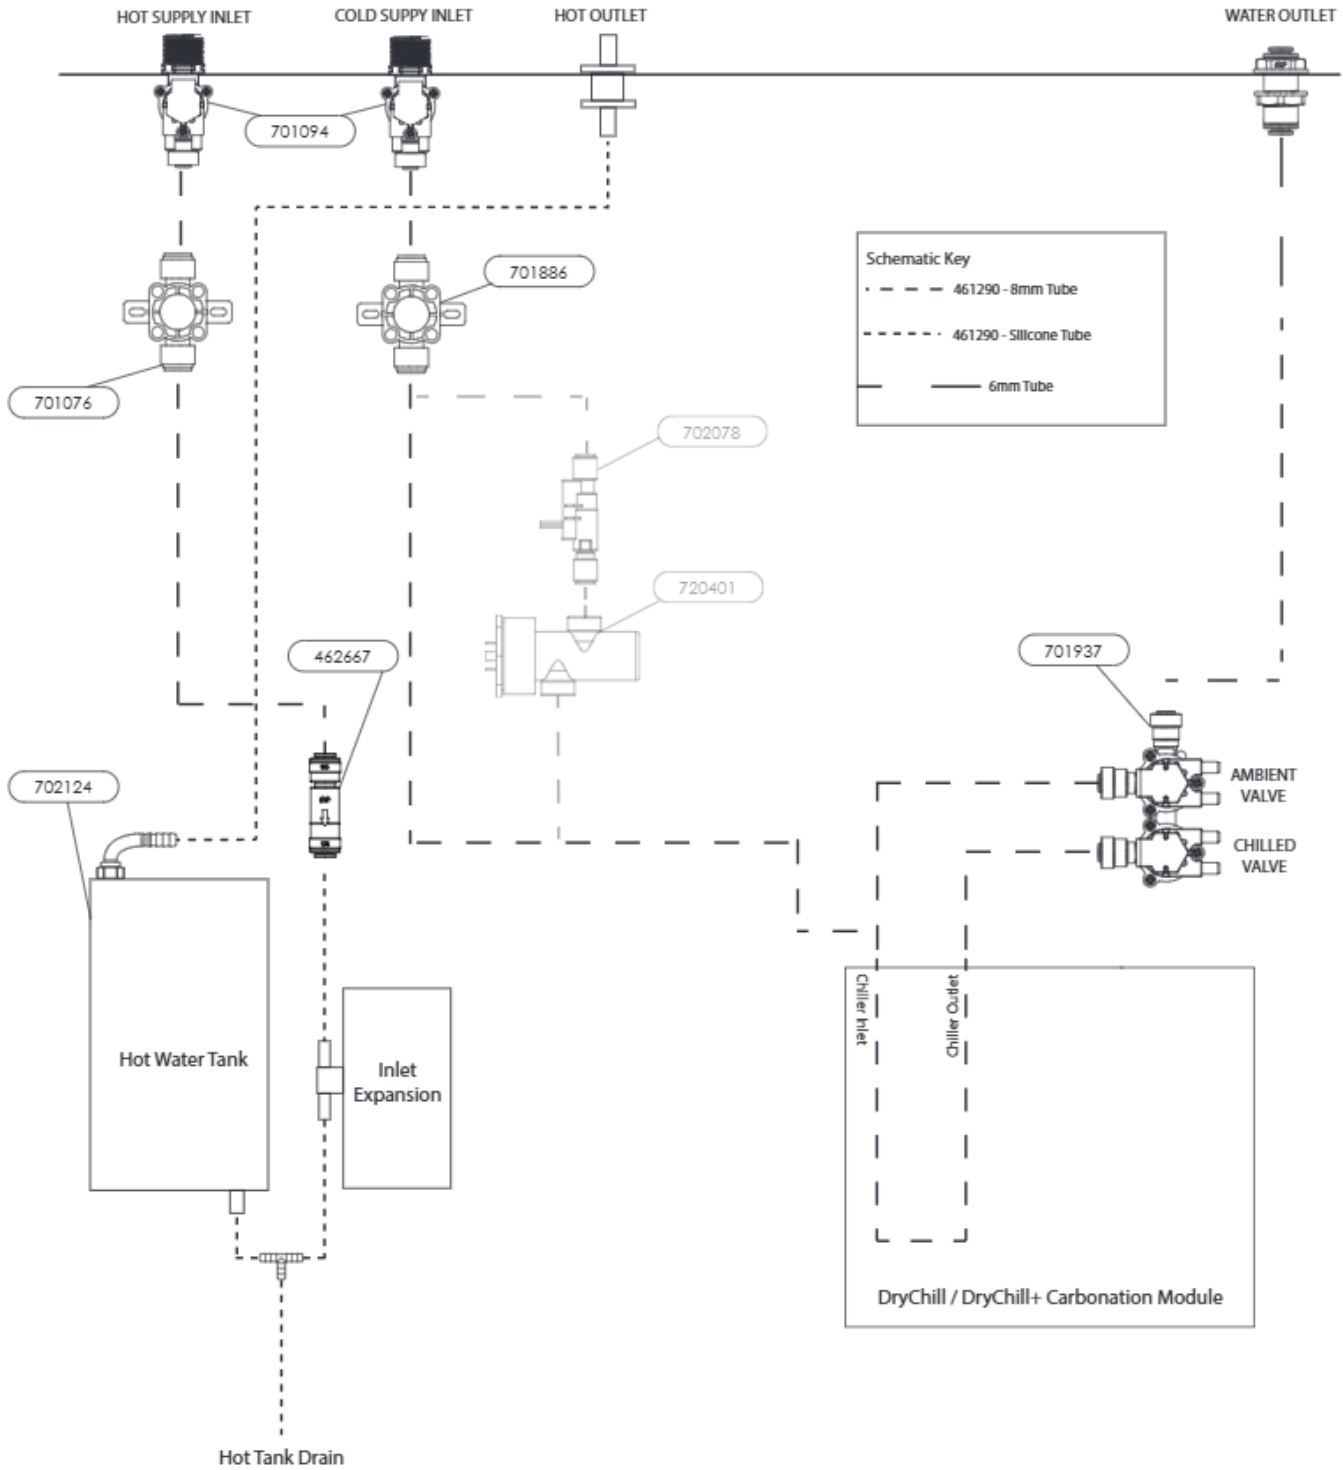 HOT SUPPLY INLET
COLD SUPPY INLET
HOT OUTLET
WATER OUTLET
701094
701886
701076
Schematic Key
461290 - 8mm Tube
461290 - Silicone Tube
6mm Tube
702078
720401
462667
701937
702124
AMBIENT
VALVE
CHILLED
VALVE
Chiller Inlet
Chiller Outlet
Hot Water Tank
Inlet
Expansion
DryChill / DryChill+ Carbonation Module
Hot Tank Drain